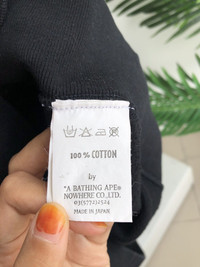 100% COTTON
by
"A BATHING APE®
NOWHERE CO.,LTD.
MADE IN JAPAN